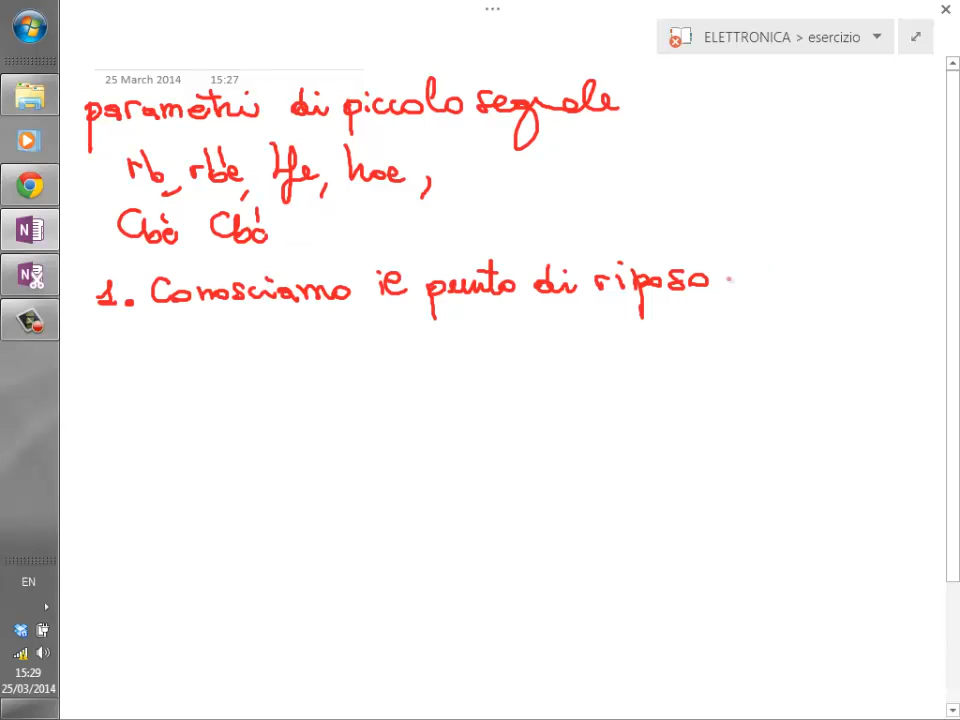 ELETTRONICA > esercizio
25 March 2014 15:27
parametri di piccolo segnale
rb, rb'e, hfe, hoe,
Cb'e Cb'c
1. Conosciamo il punto di riposo
EN
15:29
25/03/2014